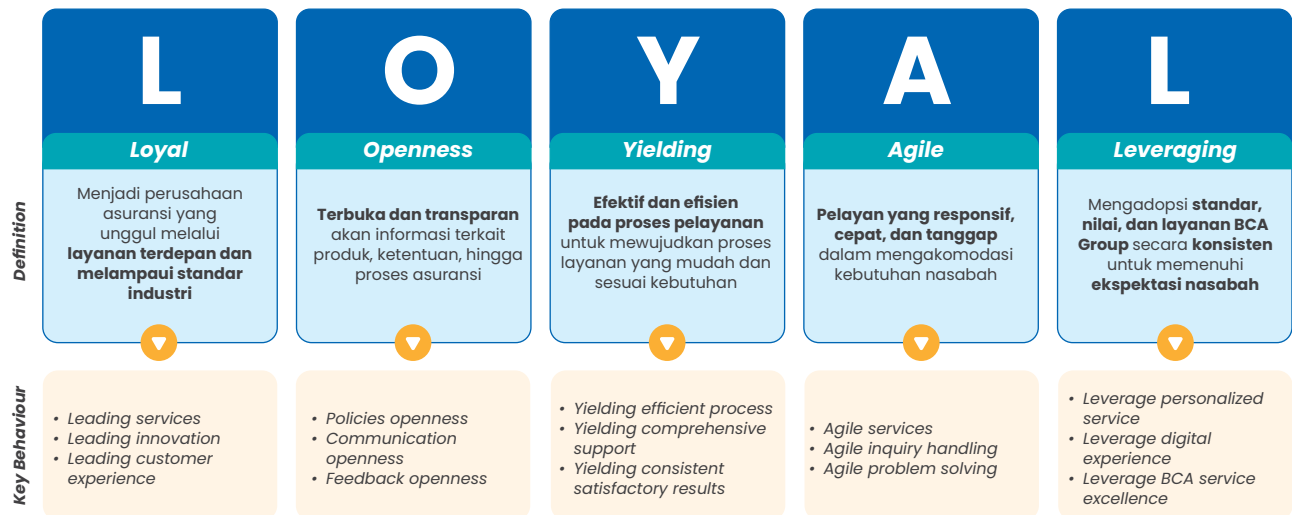 L
O
Y
A
L
Loyal
Openness
Yielding
Agile
Leveraging
Definition
Menjadi perusahaan
asuransi yang
unggul melalui
layanan terdepan dan
melampaui standar
industri
Terbuka dan transparan
akan informasi terkait
produk, ketentuan, hingga
proses asuransi
Efektif dan efisien
pada proses pelayanan
untuk mewujudkan proses
layanan yang mudah dan
sesuai kebutuhan
Pelayan yang responsif,
cepat, dan tanggap
dalam mengakomodasi
kebutuhan nasabah
Mengadopsi standar,
nilai, dan layanan BCA
Group secara konsisten
untuk memenuhi
ekspektasi nasabah
Key Behaviour
• Leading services
• Leading innovation
• Leading customer
experience
• Policies openness
• Communication
openness
• Feedback openness
• Yielding efficient process
• Yielding comprehensive
support
• Yielding consistent
satisfactory results
• Agile services
• Agile inquiry handling
• Agile problem solving
• Leverage personalized
service
• Leverage digital
experience
• Leverage BCA service
excellence